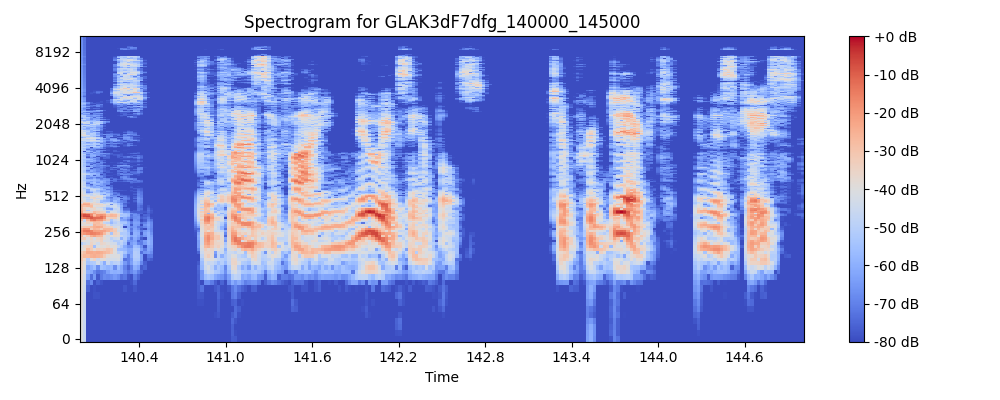 Spectrogram for GLAK3dF7dfg_140000_145000
8192
4096
2048
1024
512
256
128
64
0
Hz
140.4
141.0
141.6
142.2
142.8
143.4
144.0
144.6
Time
+0 dB
-10 dB
-20 dB
-30 dB
-40 dB
-50 dB
-60 dB
-70 dB
-80 dB